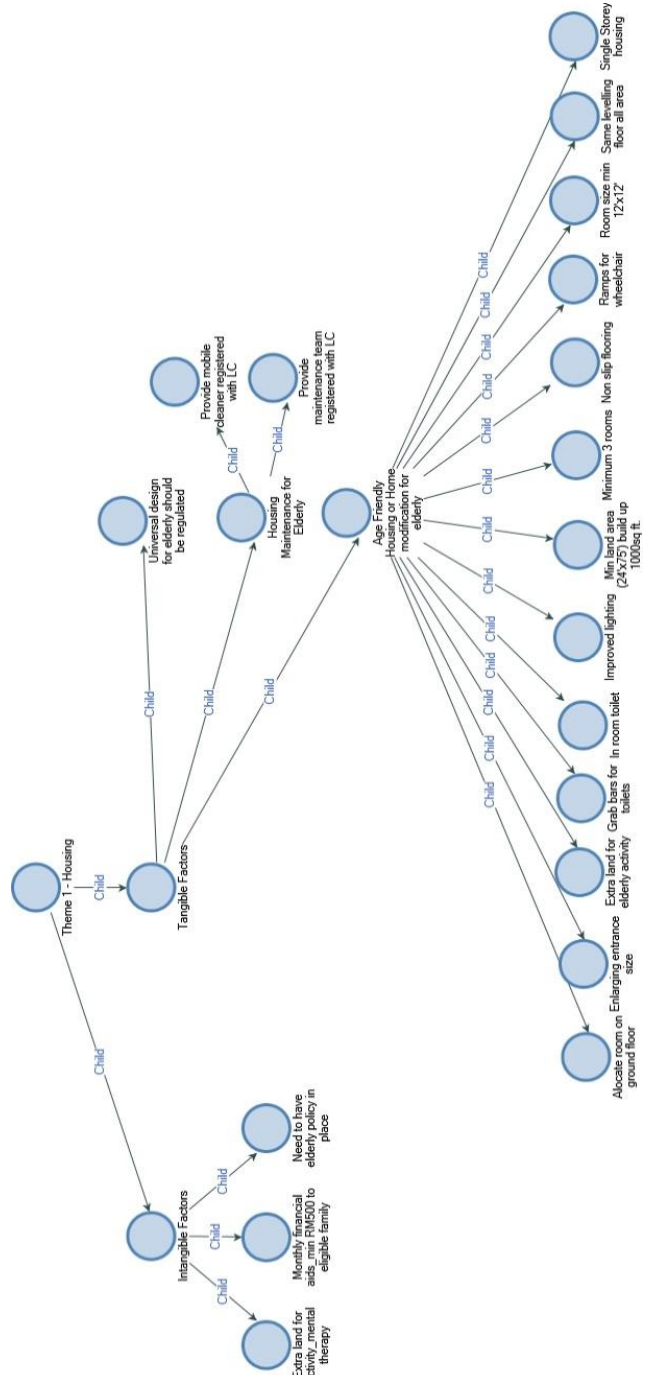 Theme 1 - Housing
Child
Child
Intangible Factors
Tangible Factors
Child
Child
Child
Child
Child
Child
Extra land for
ctivity_mental
therapy
Monthly financial
aids_min RM500 to
eligible family
Need to have
elderly policy in
place
Universal design
for elderly should
be regulated
Housing
Maintenance for
Elderly
Child
Child
Provide mobile
cleaner registered
with LC
Provide
maintenance team
registered with LC
Age Friendly
Housing or Home
modification for
elderly
Child
Child
Child
Child
Child
Child
Child
Child
Child
Child
Child
Child
Child
Alocate room on
ground floor
Enlarging entrance
size
Extra land for
elderly activity
Grab bars for
toilets
In room toilet
Improved lighting
Min land area
(24'x75') build up
1000sq ft.
Minimum 3 rooms
Non slip flooring
Ramps for
wheelchair
Room size min
12'x12'
Same levelling
floor all area
Single Storey
housing